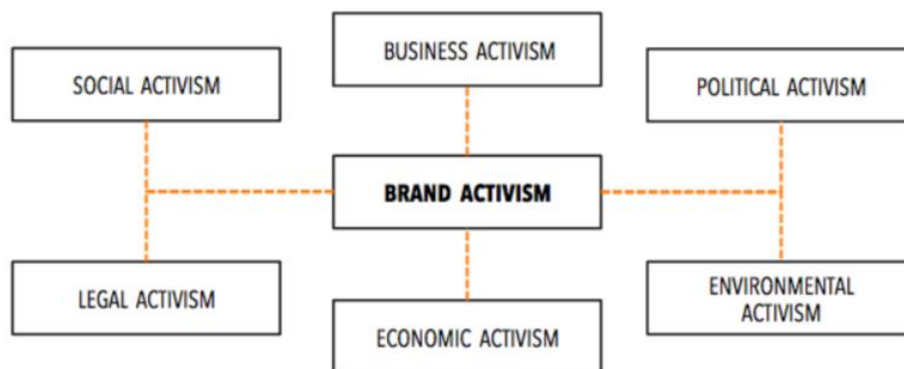 BUSINESS ACTIVISM
SOCIAL ACTIVISM
POLITICAL ACTIVISM
BRAND ACTIVISM
LEGAL ACTIVISM
ENVIRONMENTAL
ACTIVISM
ECONOMIC ACTIVISM